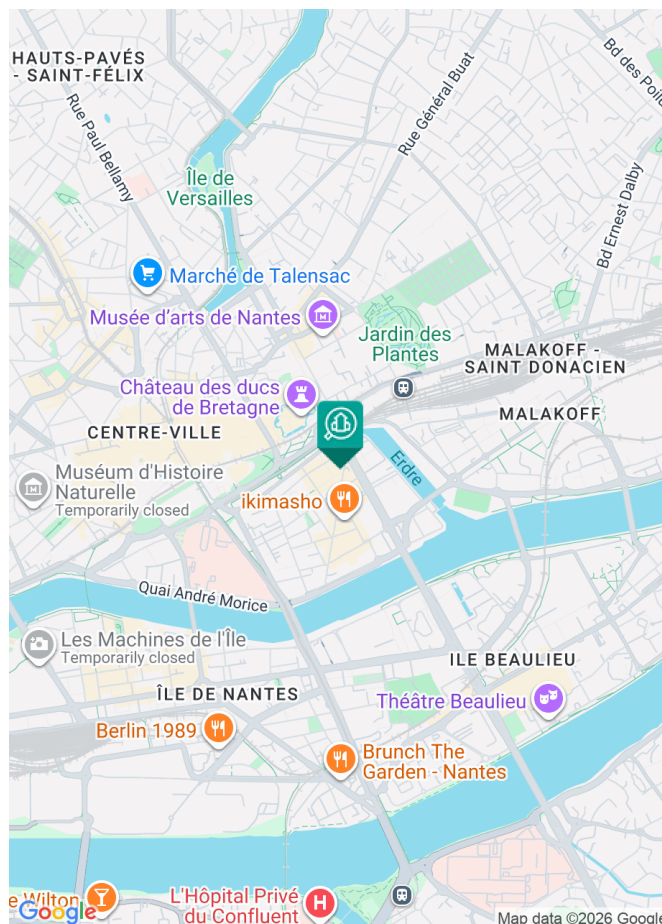 HAUTS-PAVÉS
- SAINT-FÉLIX
Bd des Poilu
Rue Général Buat
Rue Paul Bellamy
Île de
Versailles
Bd Ernest Dalby
Marché de Talensac
Musée d'arts de Nantes
Jardin des
Plantes
MALAKOFF -
SAINT DONACIEN
Château des ducs
de Bretagne
MALAKOFF
CENTRE-VILLE
Erdre
Muséum d'Histoire
Naturelle
Temporarily closed
ikimasho
Quai André Morice
Les Machines de l'Île
Temporarily closed
ILE BEAULIEU
ÎLE DE NANTES
Théâtre Beaulieu
Berlin 1989
Brunch The
Garden - Nantes
e Wilton
Google
L'Hôpital Privé
du Confluent
H
Map data ©2026 Google